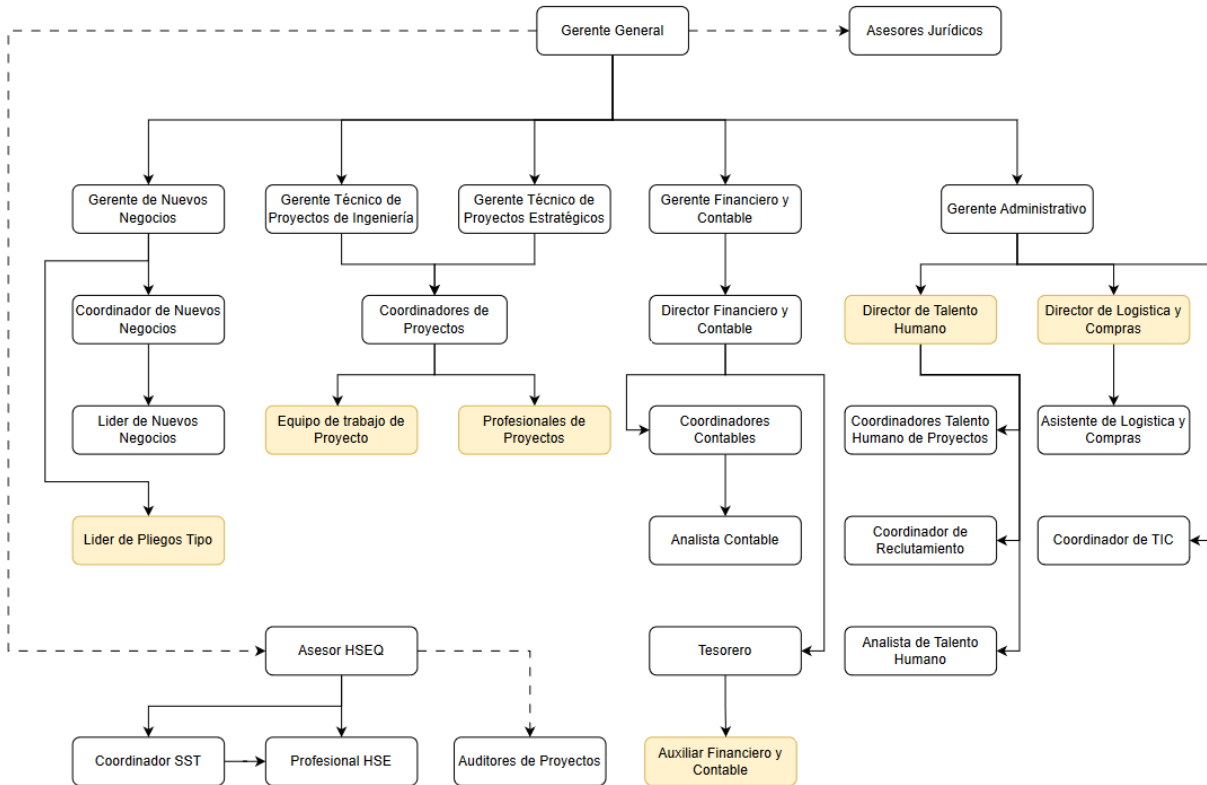 Gerente General
Asesores Jurídicos
Gerente de Nuevos
Negocios
Gerente Técnico de
Proyectos de Ingeniería
Gerente Técnico de
Proyectos Estratégicos
Gerente Financiero y
Contable
Gerente Administrativo
Coordinador de Nuevos
Negocios
Coordinadores de
Proyectos
Director Financiero y
Contable
Director de Talento
Humano
Director de Logistica y
Compras
Lider de Nuevos
Negocios
Equipo de trabajo de
Proyecto
Profesionales de
Proyectos
Coordinadores
Contables
Coordinadores Talento
Humano de Proyectos
Asistente de Logistica y
Compras
Lider de Pliegos Tipo
Analista Contable
Coordinador de
Reclutamiento
Coordinador de TIC
Asesor HSEQ
Tesorero
Analista de Talento
Humano
Coordinador SST
Profesional HSE
Auditores de Proyectos
Auxiliar Financiero y
Contable